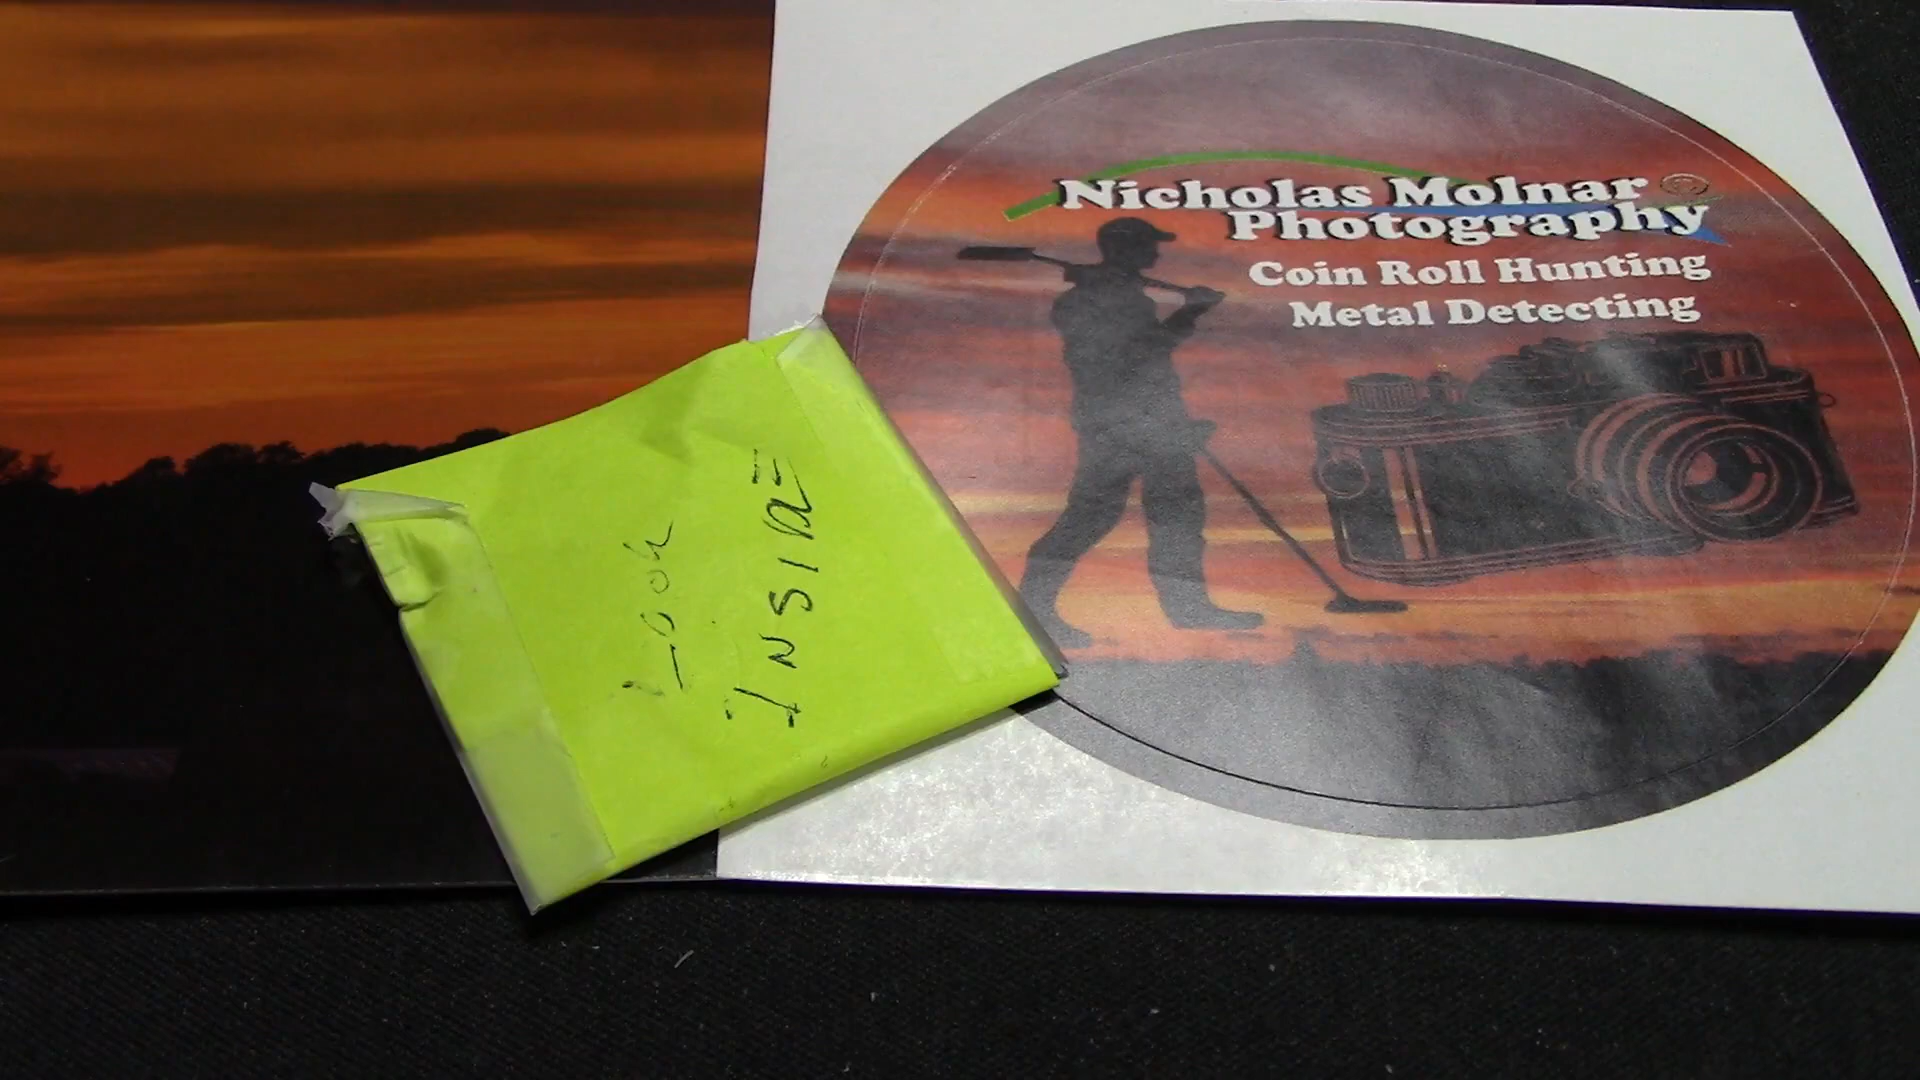 Nicholas Molnar
Photography
Coin Roll Hunting
Metal Detecting
Look
INSIDE